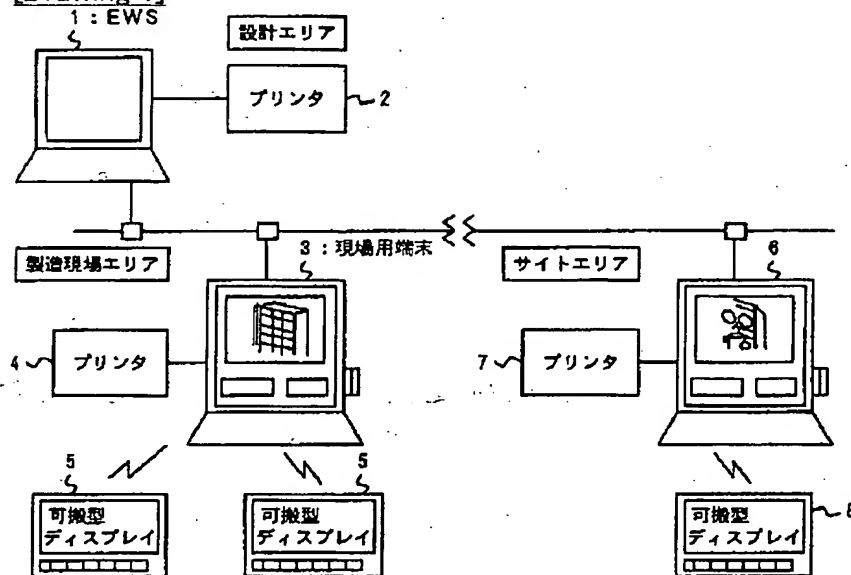 1：EWS
設計エリア
プリンタ
2
製造現場エリア
3：現場用端末
サイトエリア
6
4
プリンタ
7
プリンタ
5
5
可搬型
ディスプレイ
可搬型
ディスプレイ
可搬型
ディスプレイ